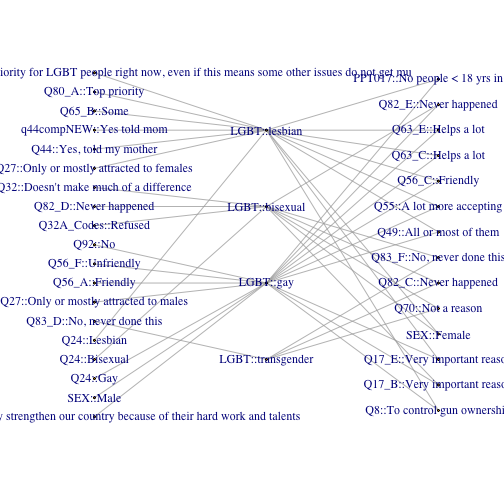 iority for LGBT people right now, even if this means some other issues do not get mu
Q80_A::Top priority
Q65_B::Some
q44compNEW::Yes told mom
Q44::Yes, told my mother
Q27::Only or mostly attracted to females
Q32::Doesn't make much of a difference
Q82_D::Never happened
Q32A_Codes::Refused
Q92::No
Q56_F::Unfriendly
Q56_A::Friendly
Q27::Only or mostly attracted to males
Q83_D::No, never done this
Q24::Lesbian
Q24::Bisexual
Q24::Gay
SEX::Male
y strengthen our country because of their hard work and talents
LGBT::lesbian
LGBT::bisexual
LGBT::gay
LGBT::transgender
PPT017::No people < 18 yrs in
Q82_E::Never happened
Q63_E::Helps a lot
Q63_C::Helps a lot
Q56_C::Friendly
Q55::A lot more accepting
Q49::All or most of them
Q83_F::No, never done this
Q82_C::Never happened
Q70::Not a reason
SEX::Female
Q17_E::Very important reaso
Q17_B::Very important reaso
Q8::To control gun ownershi